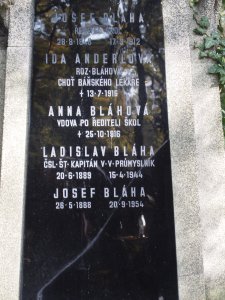 JOSEF BLÁHA
IDA ANDERLOVÁ
ROZ·BLÁHOVÁ
CHOŤ BÁŇSKÉHO LÉKAŘE
† 13·7·1915
ANNA BLÁHOVÁ
VDOVA PO ŘEDITELI ŠKOL
† 25·10·1916
LADISLAV BLÁHA
ČSL·ŠT·KAPITÁN V·V·PRŮMYSLNÍK
20·6·1889 15·4·1944
JOSEF BLÁHA
26·5·1888 20·9·1954